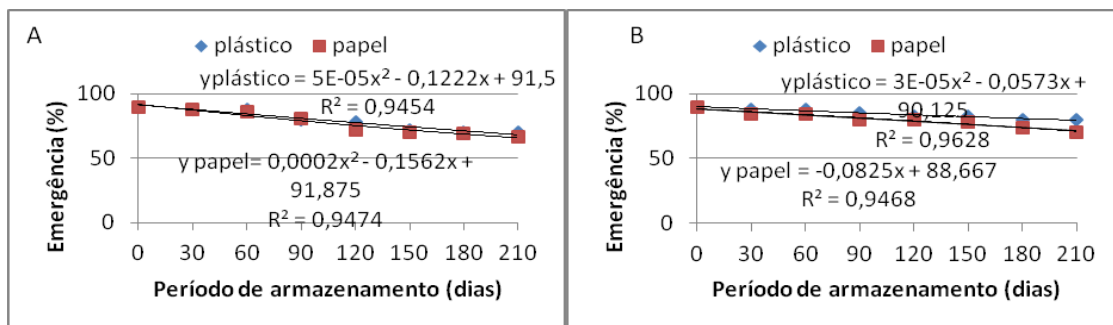 A
plástico papel
yplástico = 5E-05x² - 0,1222x + 91,5
R² = 0,9454
y papel= 0,0002x² - 0,1562x +
91,875
R² = 0,9474
100
50
0
0 30 60 90 120 150 180 210
Emergência (%)
Período de armazenamento (dias)
B
plástico papel
yplástico = 3E-05x² - 0,0573x +
90,125
R² = 0,9628
y papel = -0,0825x + 88,667
R² = 0,9468
100
50
0
0 30 60 90 120 150 180 210
Emergência (%)
Período de armazenamento (dias)